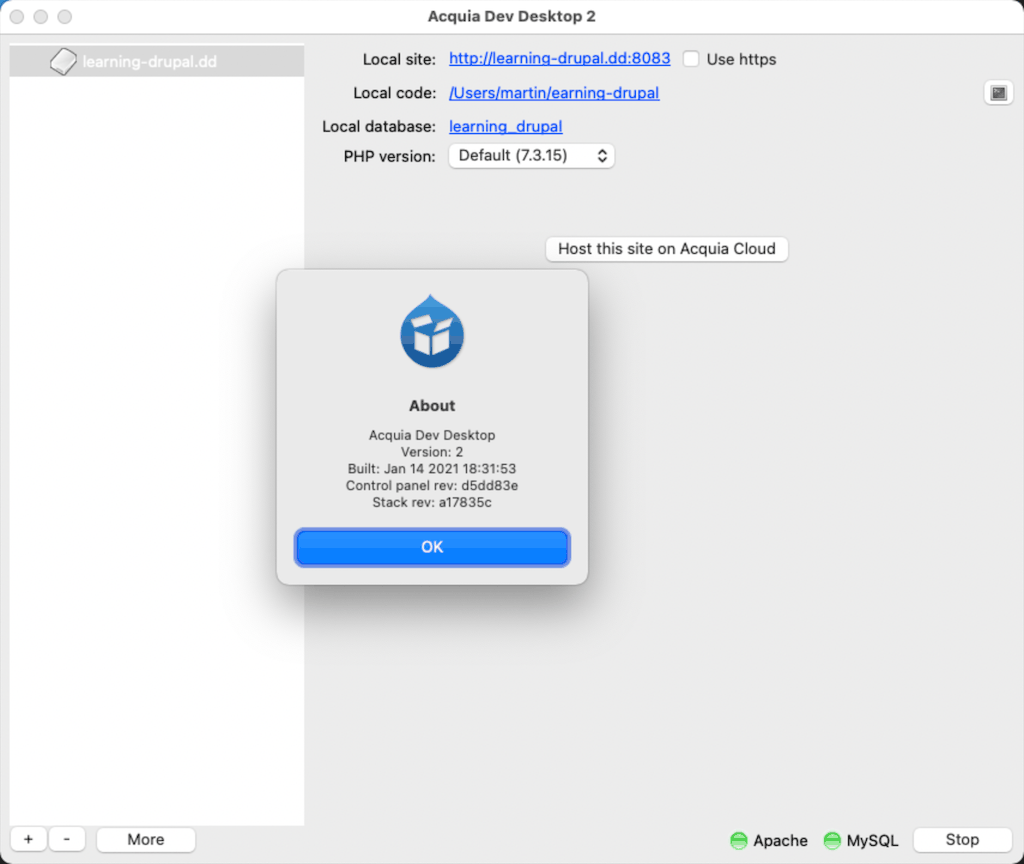 Acquia Dev Desktop 2
learning-drupal.dd
Local site: http://learning-drupal.dd:8083 Use https
Local code: /Users/martin/earning-drupal
Local database: learning_drupal
PHP version: Default (7.3.15)
Host this site on Acquia Cloud
About
Acquia Dev Desktop
Version: 2
Built: Jan 14 2021 18:31:53
Control panel rev: d5dd83e
Stack rev: a17835c
OK
+ - More Apache MySQL Stop